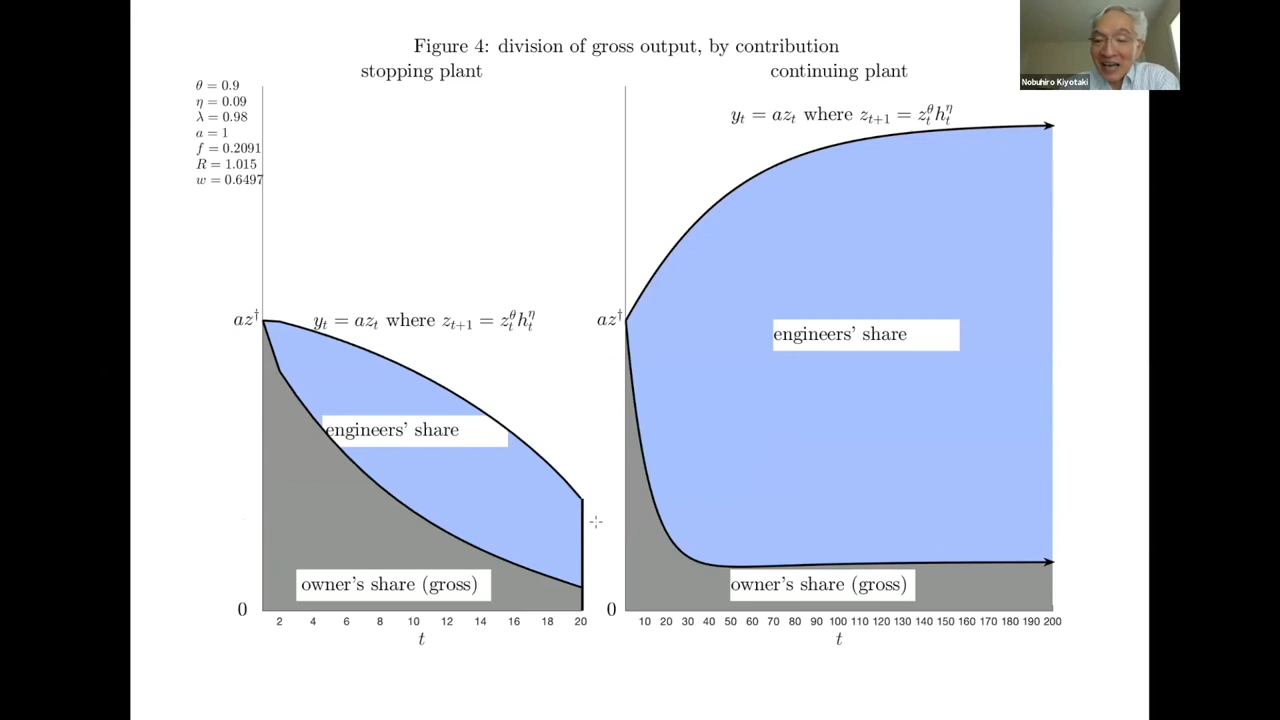 Figure 4: division of gross output, by contribution
stopping plant
θ = 0.9
η = 0.09
λ = 0.98
a = 1
f = 0.2091
R = 1.015
w = 0.6497
az†
y_t = az_t where z_{t+1} = z_t^θ h_t^η
engineers' share
owner's share (gross)
0
2 4 6 8 10 12 14 16 18 20
t
continuing plant
y_t = az_t where z_{t+1} = z_t^θ h_t^η
az†
engineers' share
owner's share (gross)
0
10 20 30 40 50 60 70 80 90 100 110 120 130 140 150 160 170 180 190 200
t
Nobuhiro Kiyotaki